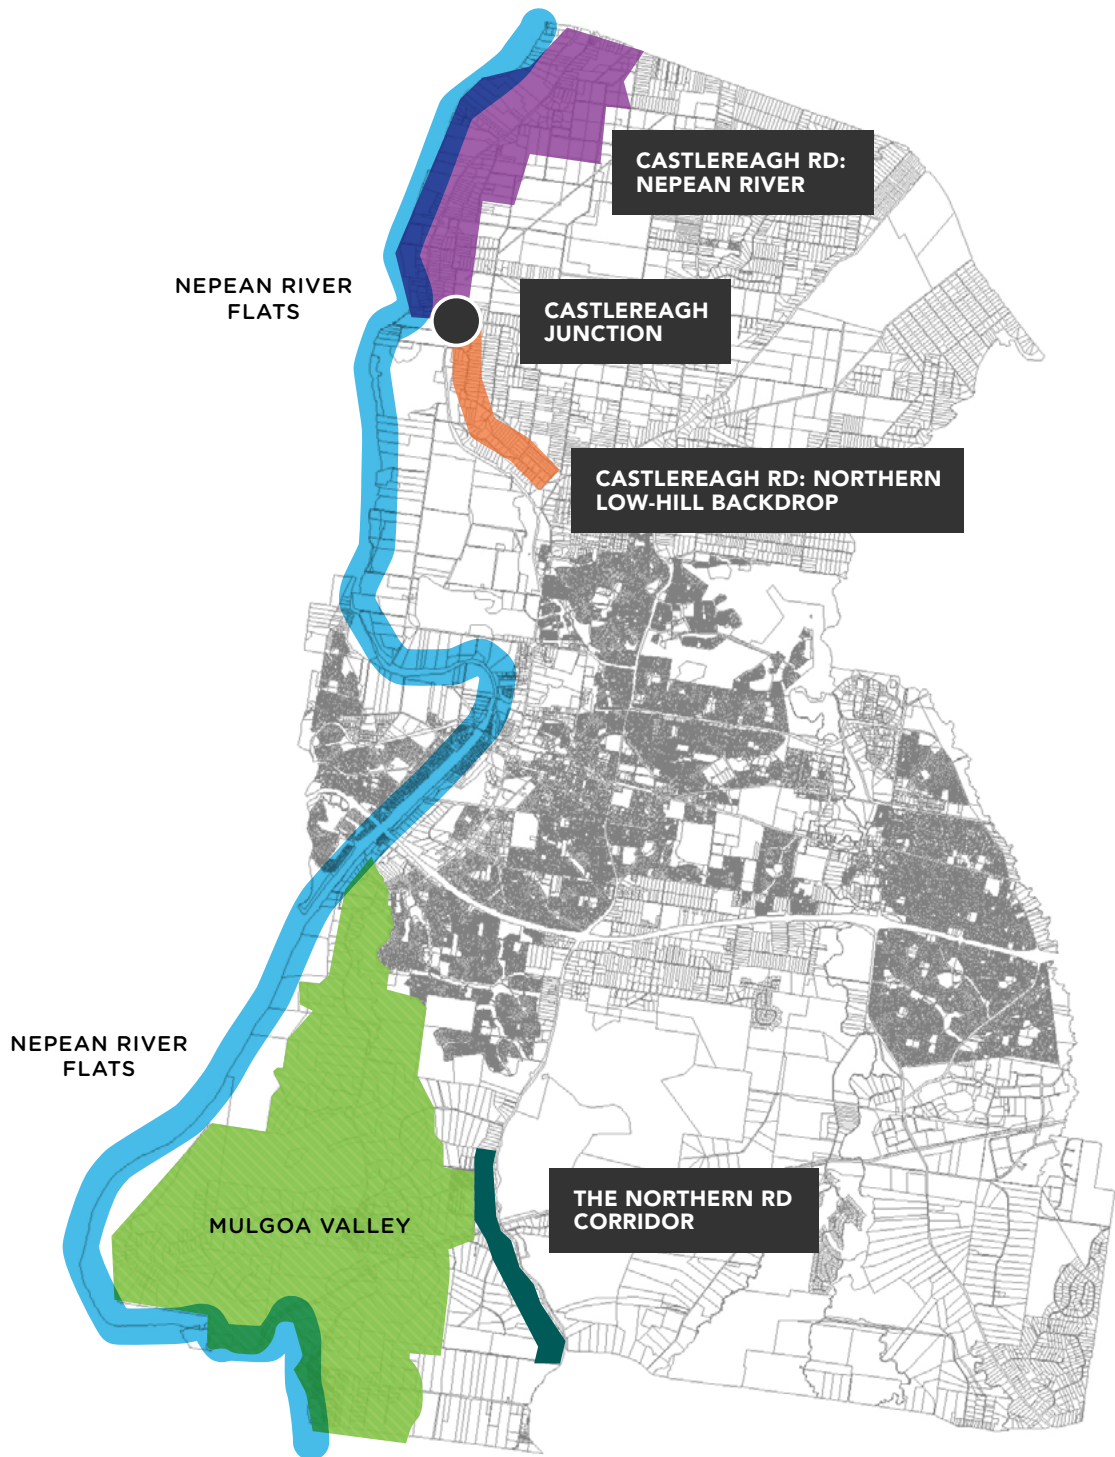 CASTLEREAGH RD:
NEPEAN RIVER
NEPEAN RIVER
FLATS
CASTLEREAGH
JUNCTION
CASTLEREAGH RD: NORTHERN
LOW-HILL BACKDROP
NEPEAN RIVER
FLATS
THE NORTHERN RD
CORRIDOR
MULGOA VALLEY